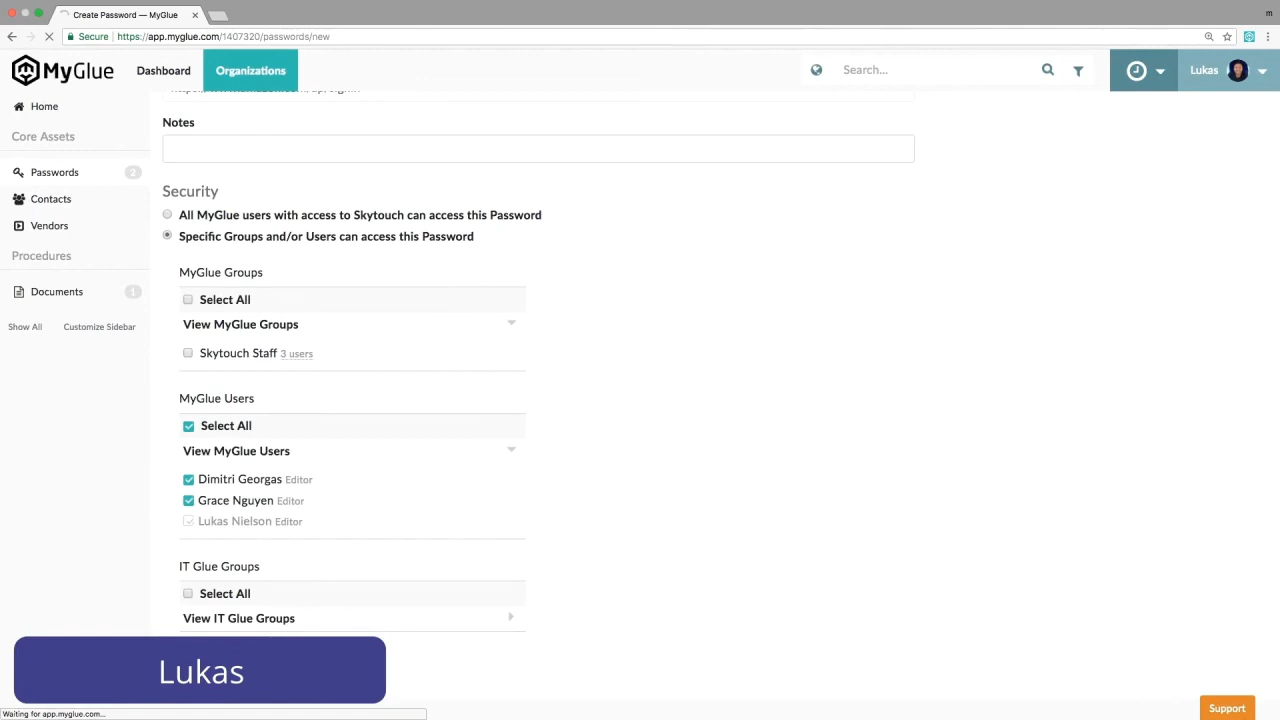 Create Password — MyGlue
m
Secure
https://app.myglue.com/1407320/passwords/new
MyGlue
Dashboard
Organizations
Search...
Lukas
Home
Core Assets
Passwords 2
Contacts
Vendors
Procedures
Documents 1
Show All Customize Sidebar
Notes
Security
All MyGlue users with access to Skytouch can access this Password
Specific Groups and/or Users can access this Password
MyGlue Groups
Select All
View MyGlue Groups
Skytouch Staff 3 users
MyGlue Users
Select All
View MyGlue Users
Dimitri Georgas Editor
Grace Nguyen Editor
Lukas Nielson Editor
IT Glue Groups
Select All
View IT Glue Groups
Lukas
Waiting for app.myglue.com...
Support